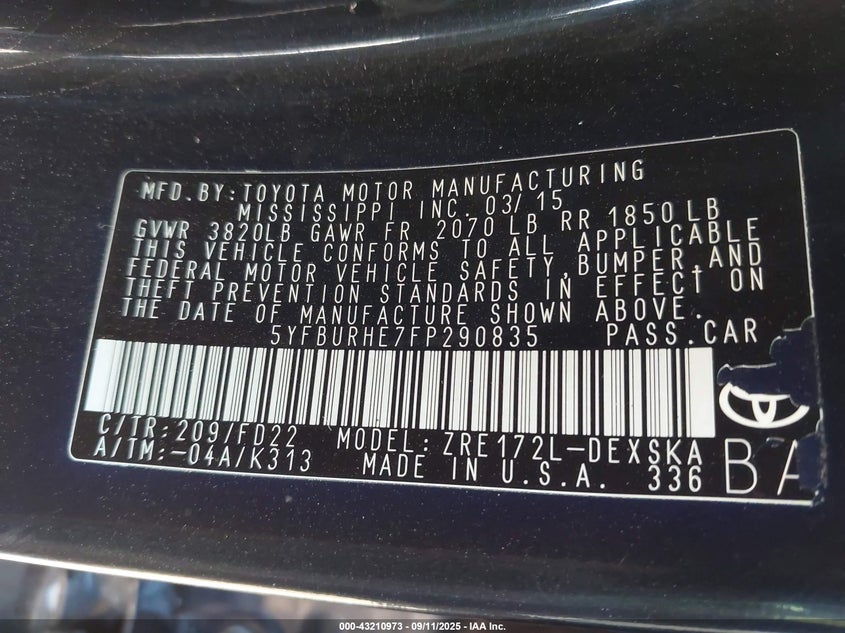 MFD.BY:TOYOTA MOTOR MANUFACTURING
MISSISSIPPI INC. 03/15
GVWR 3820LB GAWR FR 2070 LB RR 1850 LB
THIS VEHICLE CONFORMS TO ALL APPLICABLE
FEDERAL MOTOR VEHICLE SAFETY,BUMPER,AND
THEFT PREVENTION STANDARDS IN EFFECT ON
THE DATE OF MANUFACTURE SHOWN ABOVE.
5YFBURHE7FP290835 PASS.CAR
C/TR:209/FD22 MODEL:ZRE172L-DEXSKA
A/TM:-04A/K313 MADE IN U.S.A. 336
BA
000-43210973 - 09/11/2025 - IAA Inc.